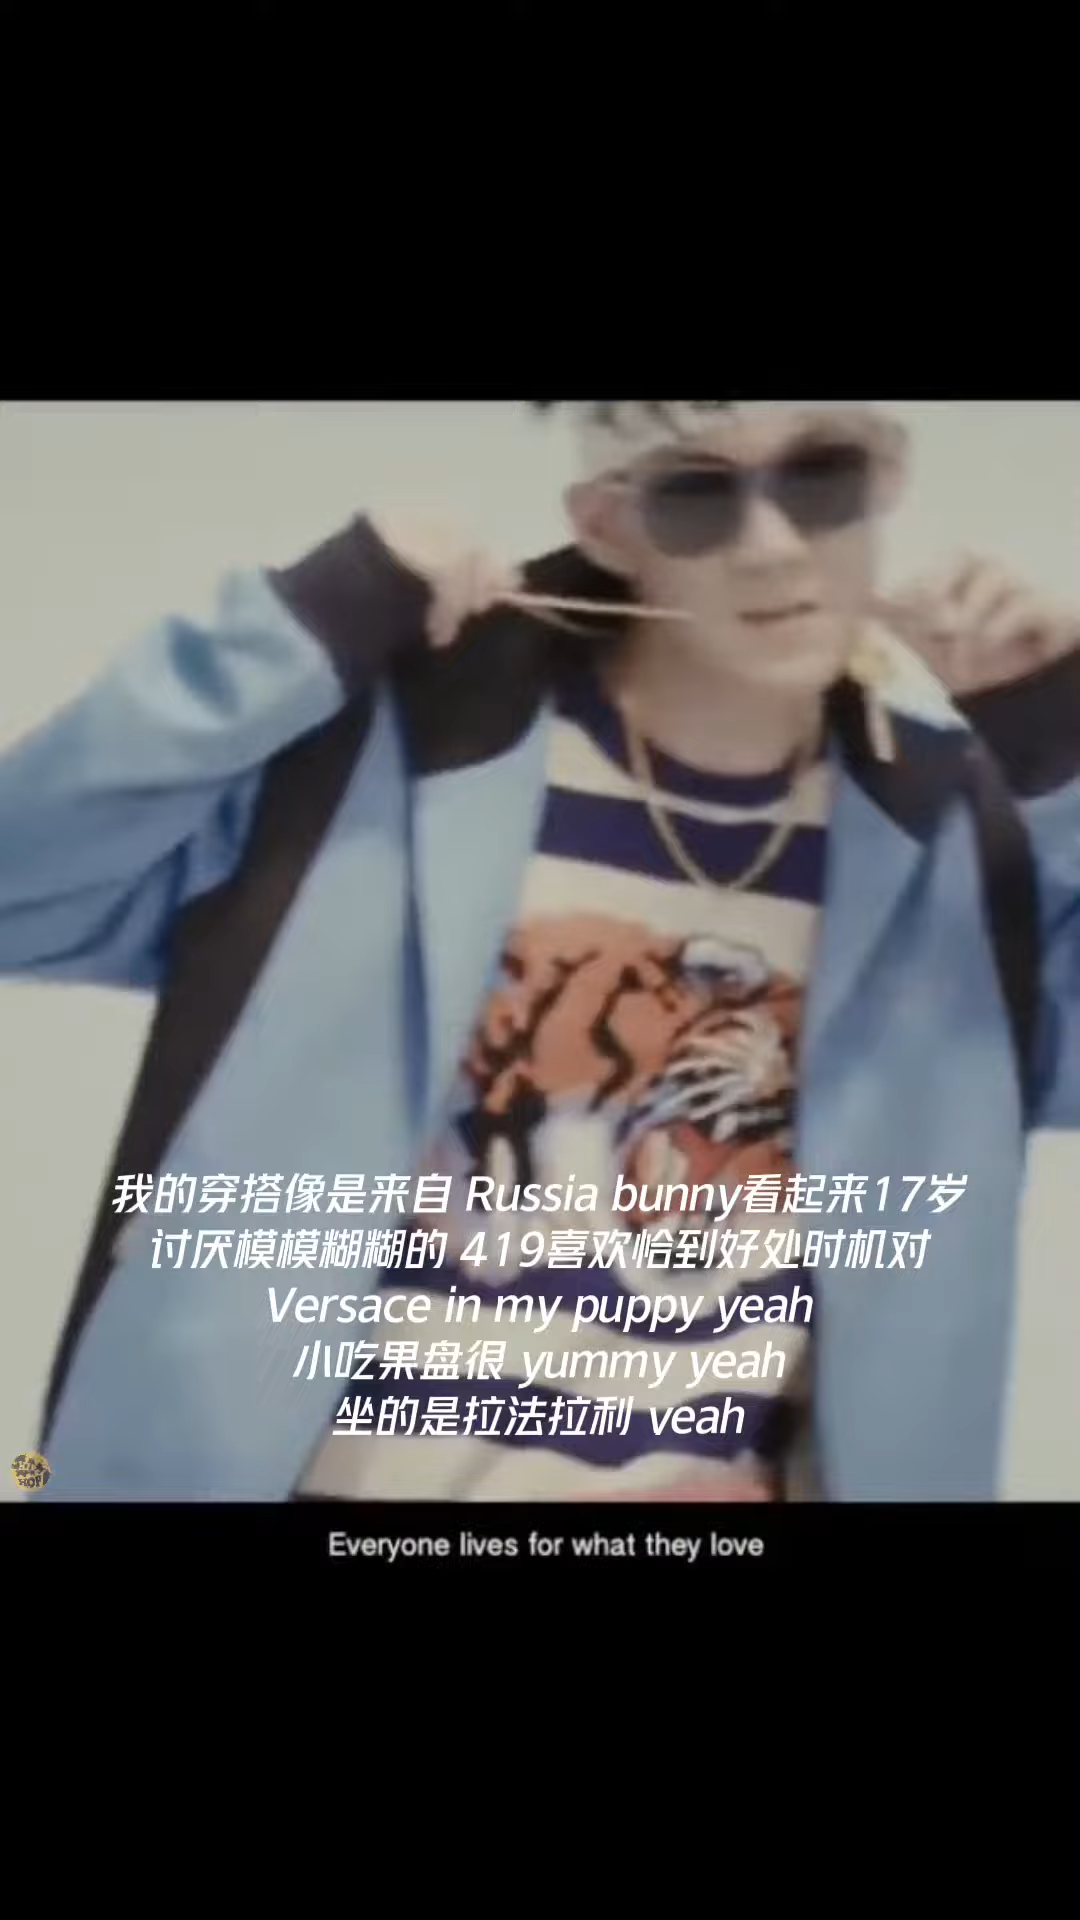 我的穿搭像是来自 Russia bunny看起来17岁
讨厌模模糊糊的 419喜欢恰到好处时机对
Versace in my puppy yeah
小吃果盘很 yummy yeah
坐的是拉法拉利 yeah
Everyone lives for what they love